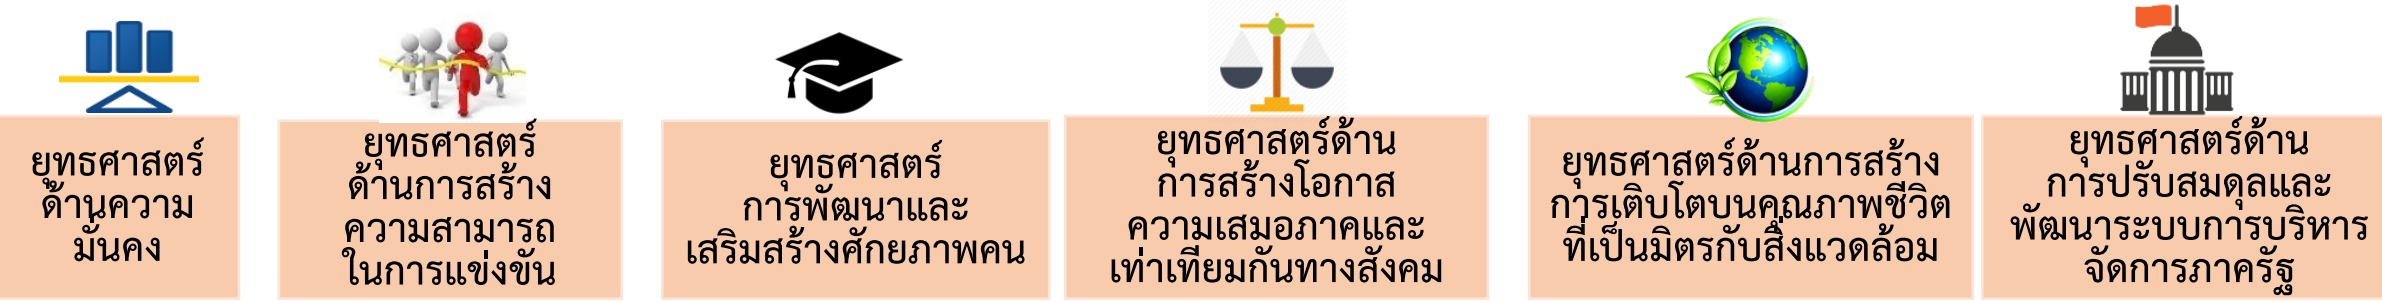 ยุทธศาสตร์
ด้านความ
มั่นคง
ยุทธศาสตร์
ด้านการสร้าง
ความสามารถ
ในการแข่งขัน
ยุทธศาสตร์
การพัฒนาและ
เสริมสร้างศักยภาพคน
ยุทธศาสตร์ด้าน
การสร้างโอกาส
ความเสมอภาคและ
เท่าเทียมกันทางสังคม
ยุทธศาสตร์ด้านการสร้าง
การเติบโตบนคุณภาพชีวิต
ที่เป็นมิตรกับสิ่งแวดล้อม
ยุทธศาสตร์ด้าน
การปรับสมดุลและ
พัฒนาระบบการบริหาร
จัดการภาครัฐ